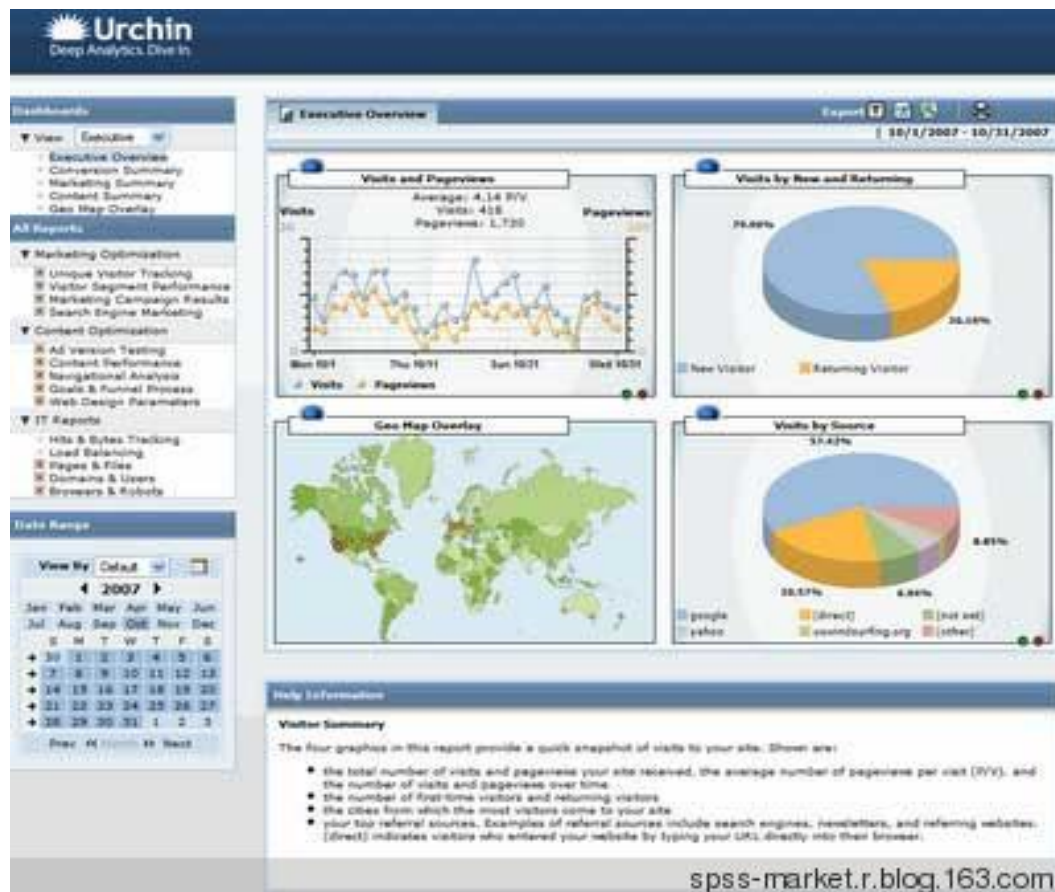 Urchin
Deep Analytics. Dive In.
Dashboards
View Executive
Executive Overview
Conversion Summary
Marketing Summary
Content Summary
Geo Map Overlay
All Reports
Marketing Optimization
Unique Visitor Tracking
Visitor Segment Performance
Marketing Campaign Results
Search Engine Marketing
Content Optimization
Ad Version Testing
Content Performance
Navigational Analysis
Goals & Funnel Process
Web Design Parameters
IT Reports
Hits & Bytes Tracking
Load Balancing
Pages & Files
Domains & Users
Browsers & Robots
Date Range
View By Default
2007
Jan Feb Mar Apr May Jun
Jul Aug Sep Oct Nov Dec
S M T W T F S
30 1 2 3 4 5 6
7 8 9 10 11 12 13
14 15 16 17 18 19 20
21 22 23 24 25 26 27
28 29 30 31 1 2 3
Prev Month Next
Executive Overview
Export
10/1/2007 - 10/31/2007
Visits and Pageviews
Average: 4.14 P/V
Visits: 416
Pageviews: 1,720
Visits
Pageviews
Mon 10/1 Thu 10/11 Sun 10/21 Wed 10/31
Visits Pageviews
Visits by New and Returning
New Visitor Returning Visitor
Geo Map Overlay
Visits by Source
57.42%
google [direct] [not set]
yahoo uswindsurfing.org [other]
Help Information
Visitor Summary
The four graphics in this report provide a quick snapshot of visits to your site. Shown are:
the total number of visits and pageviews your site received, the average number of pageviews per visit (P/V), and
the number of visits and pageviews over time
the number of first-time visitors and returning visitors
the cities from which the most visitors come to your site
your top referral sources. Examples of referral sources include search engines, newsletters, and referring websites.
[direct] indicates visitors who entered your website by typing your URL directly into their browser.
spss-market.r.blog.163.com